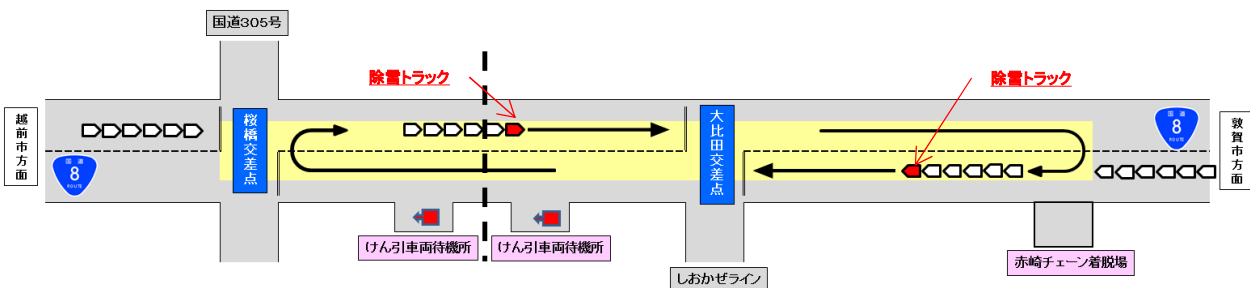 国道305号
除雪トラック
除雪トラック
越前市方面
国道
8
ROUTE
桜橋交差点
大比田交差点
国道
8
ROUTE
敦賀市方面
けん引車両待機所
けん引車両待機所
赤崎チェーン着脱場
しおかぜライン